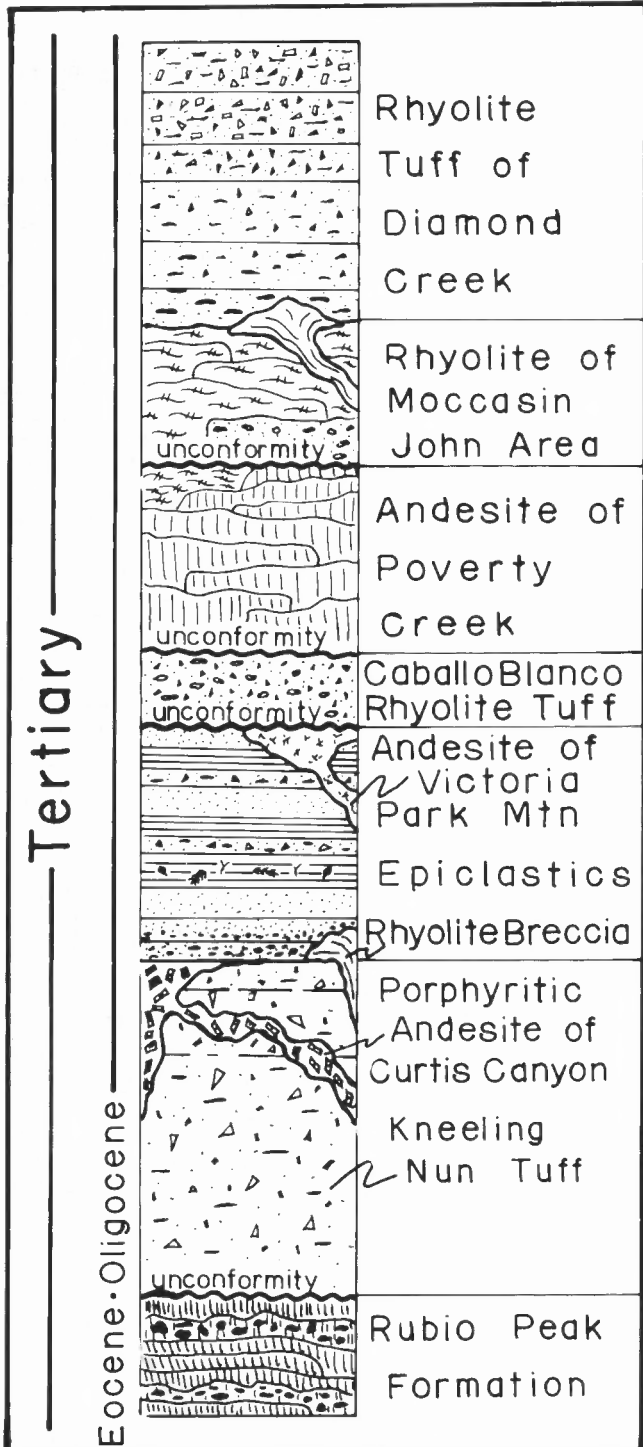 Tertiary
Eocene·Oligocene
Rhyolite
Tuff of
Diamond
Creek
Rhyolite of
Moccasin
John Area
unconformity
Andesite of
Poverty
Creek
unconformity
Caballo Blanco
Rhyolite Tuff
unconformity
Andesite of
Victoria
Park Mtn
Epiclastics
Rhyolite Breccia
Porphyritic
Andesite of
Curtis Canyon
Kneeling
Nun Tuff
unconformity
Rubio Peak
Formation